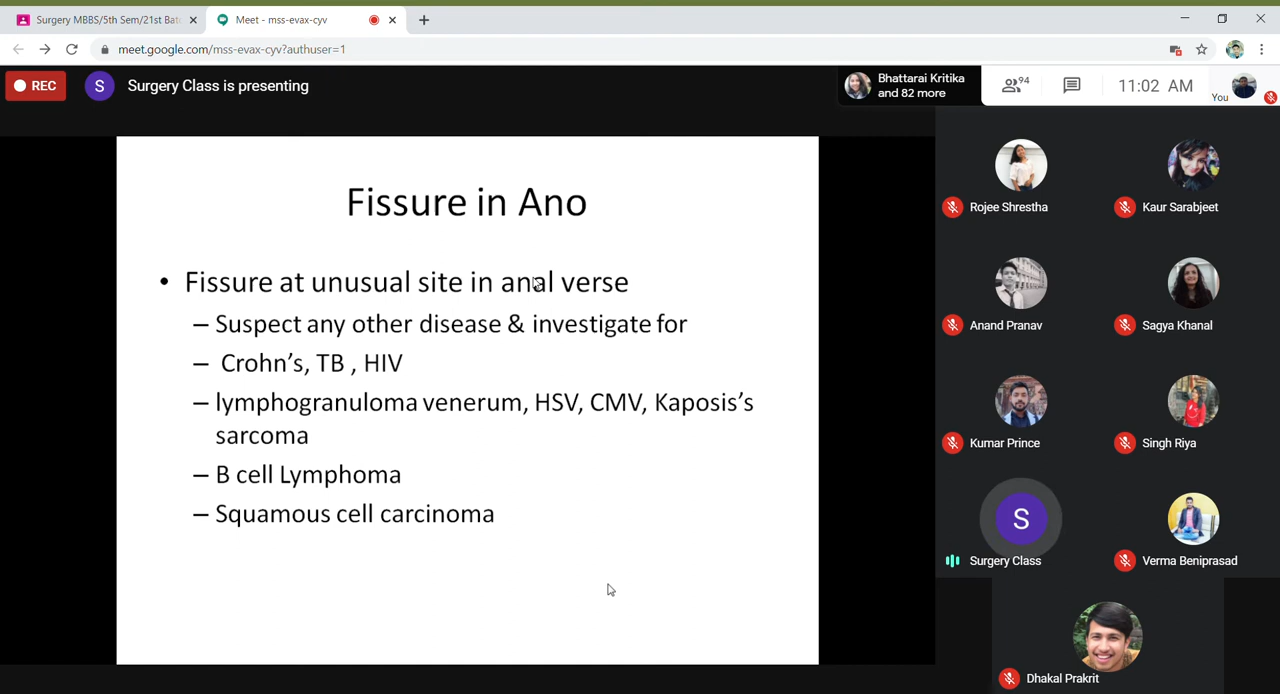 Surgery MBBS/5th Sem/21st Bat
Meet - mss-evax-cyv
meet.google.com/mss-evax-cyv?authuser=1
REC
S
Surgery Class is presenting
Bhattarai Kritika
and 82 more
94
11:02 AM
You
Fissure in Ano
• Fissure at unusual site in anal verse
– Suspect any other disease & investigate for
– Crohn's, TB , HIV
– lymphogranuloma venerum, HSV, CMV, Kaposis's
sarcoma
– B cell Lymphoma
– Squamous cell carcinoma
Rojee Shrestha
Kaur Sarabjeet
Anand Pranav
Sagya Khanal
Kumar Prince
Singh Riya
S
Surgery Class
Verma Beniprasad
Dhakal Prakrit